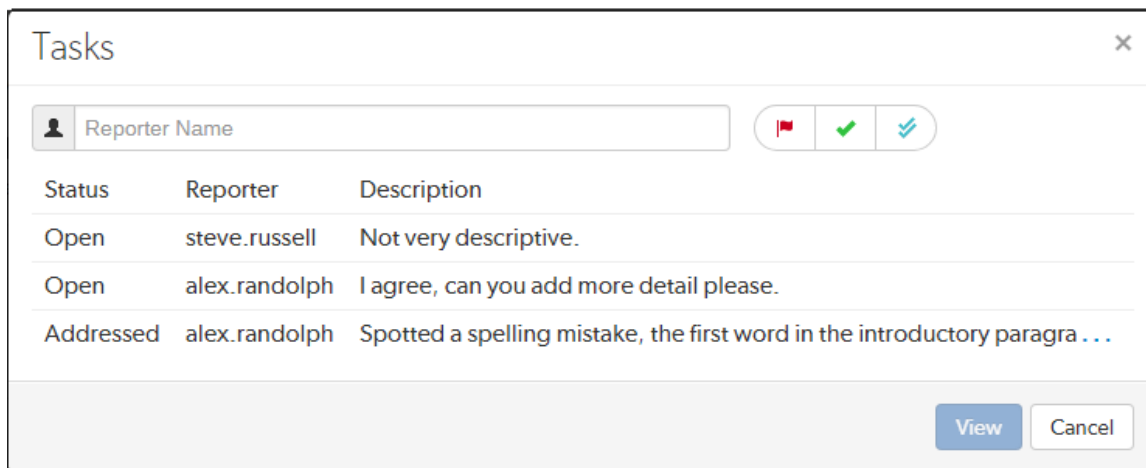 Tasks ×
Reporter Name
Status Reporter Description
Open steve.russell Not very descriptive.
Open alex.randolph I agree, can you add more detail please.
Addressed alex.randolph Spotted a spelling mistake, the first word in the introductory paragra ...
View Cancel